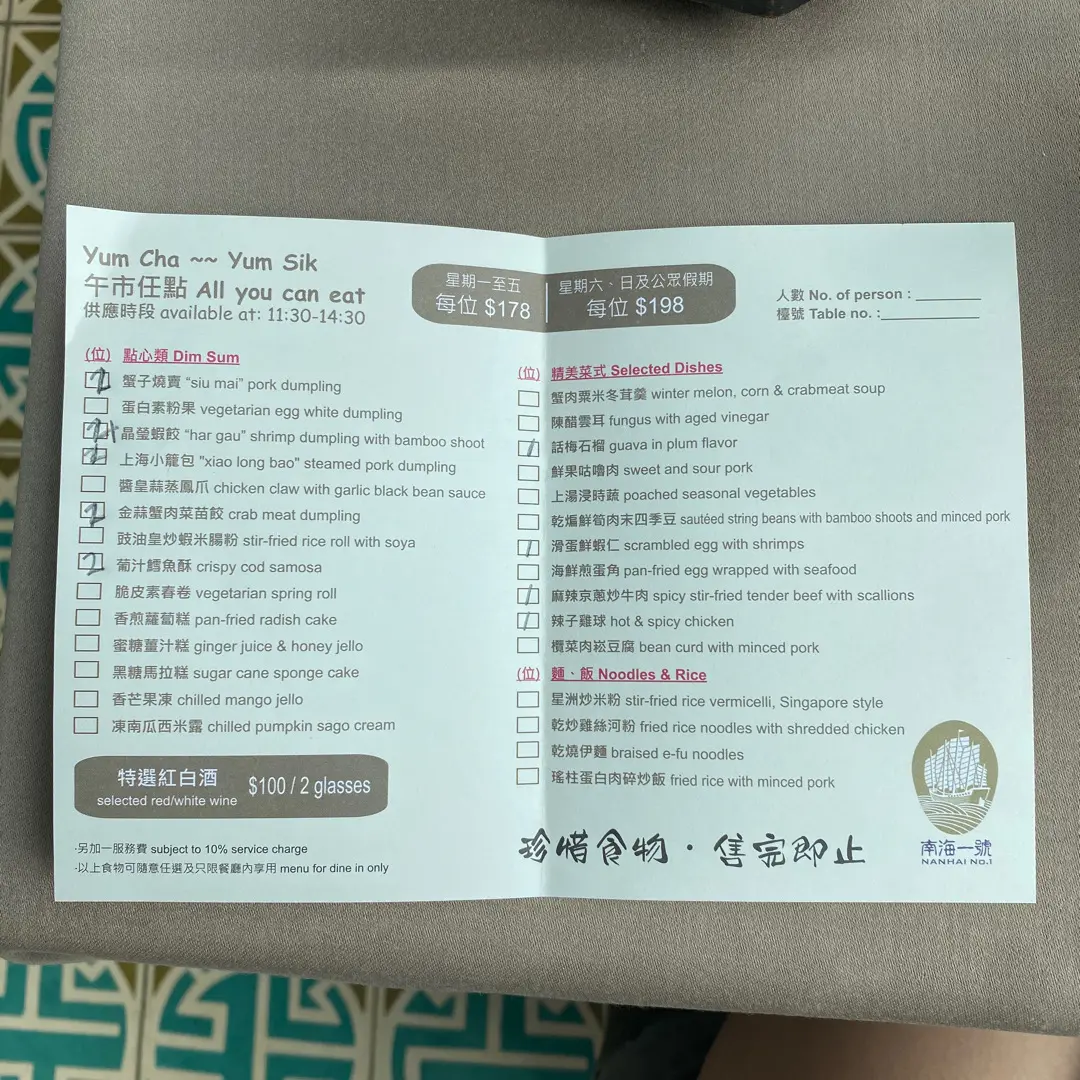 Yum Cha ~~ Yum Sik
午市任點 All you can eat
供應時段 available at: 11:30-14:30
星期一至五
每位 $178
星期六、日及公眾假期
每位 $198
人數 No. of person :
檯號 Table no. :
(位) 點心類 Dim Sum
2 蟹子燒賣 “siu mai” pork dumpling
蛋白素粉果 vegetarian egg white dumpling
晶瑩蝦餃 “har gau” shrimp dumpling with bamboo shoot
2 上海小籠包 "xiao long bao" steamed pork dumpling
醬皇蒜蒸鳳爪 chicken claw with garlic black bean sauce
2 金蒜蟹肉菜苗餃 crab meat dumpling
豉油皇炒蝦米腸粉 stir-fried rice roll with soya
2 葡汁鱈魚酥 crispy cod samosa
脆皮素春卷 vegetarian spring roll
香煎蘿蔔糕 pan-fried radish cake
蜜糖薑汁糕 ginger juice & honey jello
黑糖馬拉糕 sugar cane sponge cake
香芒果凍 chilled mango jello
凍南瓜西米露 chilled pumpkin sago cream
特選紅白酒
selected red/white wine
$100 / 2 glasses
·另加一服務費 subject to 10% service charge
·以上食物可隨意任選及只限餐廳內享用 menu for dine in only
(位) 精美菜式 Selected Dishes
蟹肉粟米冬茸羹 winter melon, corn & crabmeat soup
陳醋雲耳 fungus with aged vinegar
1 話梅石榴 guava in plum flavor
鮮果咕嚕肉 sweet and sour pork
上湯浸時蔬 poached seasonal vegetables
乾煸鮮筍肉末四季豆 sautéed string beans with bamboo shoots and minced pork
1 滑蛋鮮蝦仁 scrambled egg with shrimps
海鮮煎蛋角 pan-fried egg wrapped with seafood
1 麻辣京蔥炒牛肉 spicy stir-fried tender beef with scallions
1 辣子雞球 hot & spicy chicken
欖菜肉崧豆腐 bean curd with minced pork
(位) 麵、飯 Noodles & Rice
星洲炒米粉 stir-fried rice vermicelli, Singapore style
乾炒雞絲河粉 fried rice noodles with shredded chicken
乾燒伊麵 braised e-fu noodles
瑤柱蛋白肉碎炒飯 fried rice with minced pork
珍惜食物·售完即止
南海一號
NANHAI No.1